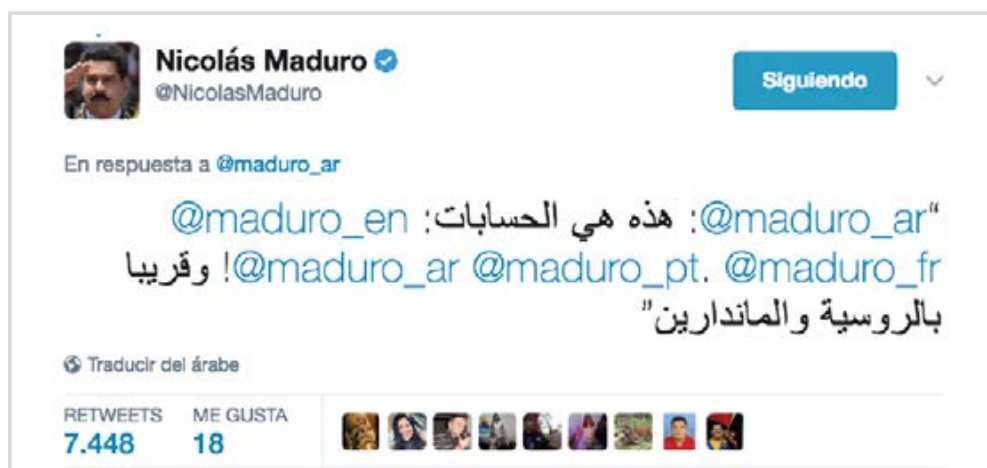 Nicolás Maduro
@NicolasMaduro
Siguiendo
En respuesta a @maduro_ar
“@maduro_ar: هذه هي الحسابات: @maduro_en
@maduro_fr .@maduro_pt @maduro_ar! وقريبا
بالروسية والماندارين”
Traducir del árabe
RETWEETS ME GUSTA
7.448 18